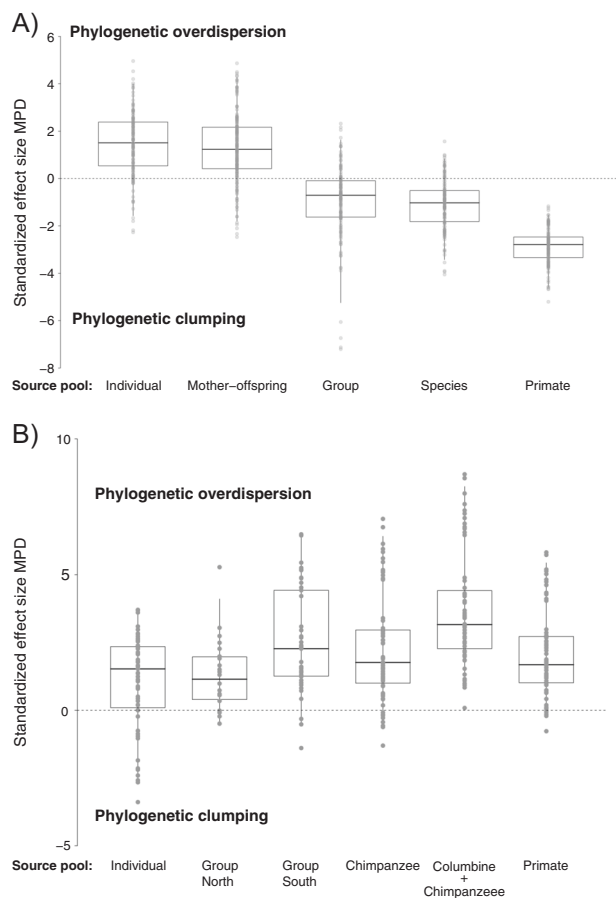 A)
Phylogenetic overdispersion
6
4
2
0
−2
−4
−6
−8
Standardized effect size MPD
Phylogenetic clumping
Source pool: Individual Mother−offspring Group Species Primate
B)
10
5
0
−5
Standardized effect size MPD
Phylogenetic overdispersion
Phylogenetic clumping
Source pool: Individual Group Group Chimpanzee Columbine Primate
North South + 
Chimpanzeee